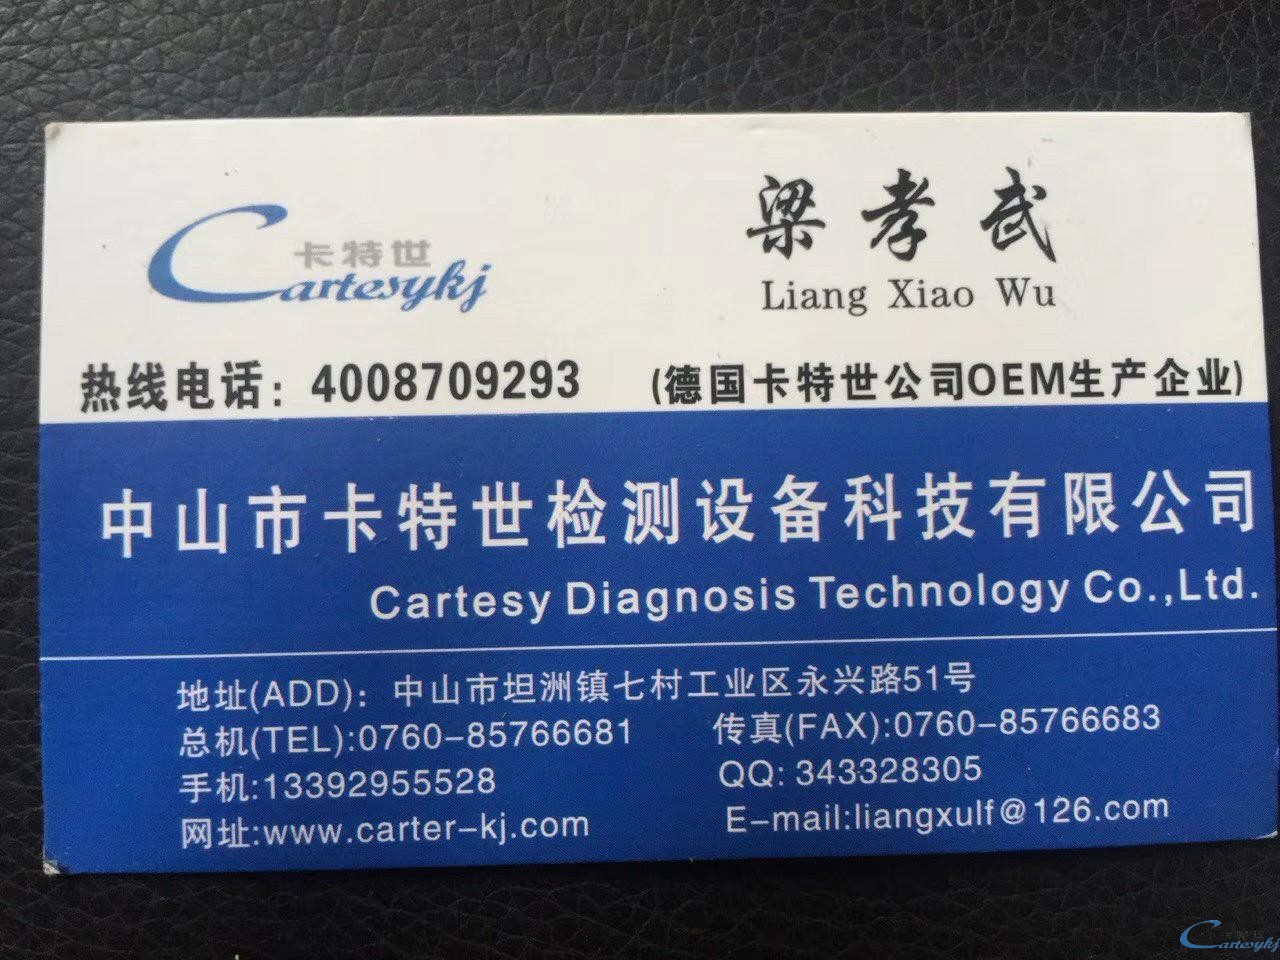 卡特世
Cartesykj
梁孝武
Liang Xiao Wu
热线电话：4008709293 (德国卡特世公司OEM生产企业)
中山市卡特世检测设备科技有限公司
Cartesy Diagnosis Technology Co.,Ltd.
地址(ADD)：中山市坦洲镇七村工业区永兴路51号
总机(TEL):0760-85766681 传真(FAX):0760-85766683
手机:13392955528 QQ: 343328305
网址:www.carter-kj.com E-mail:liangxulf@126.com
卡特世
Cartesykj